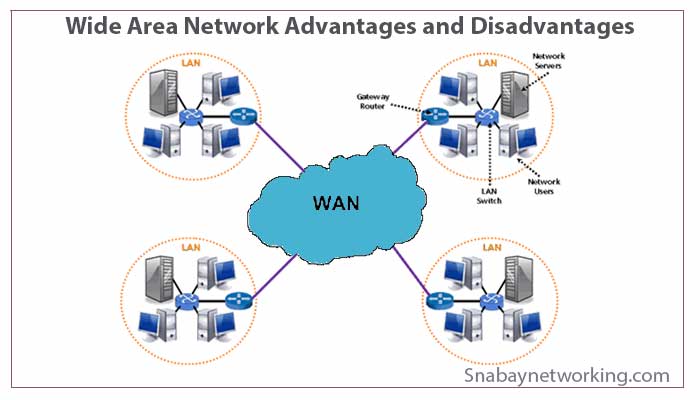 Wide Area Network Advantages and Disadvantages
LAN
LAN
Network
Servers
Gateway
Router
LAN
Switch
Network
Users
WAN
LAN
LAN
Snabaynetworking.com